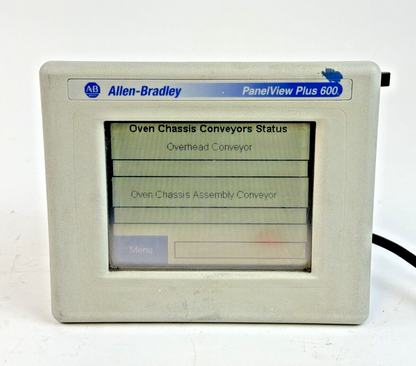 AB Allen-Bradley PanelView Plus 600
Oven Chassis Conveyors Status
Overhead Conveyor
Oven Chassis Assembly Conveyor
Menu